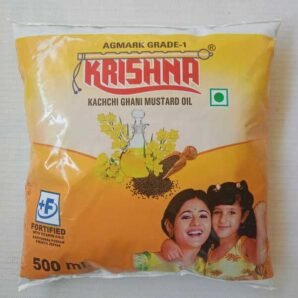 AGMARK GRADE-1
KRISHNA®
KACHCHI GHANI MUSTARD OIL
+F
FORTIFIED
500 ml